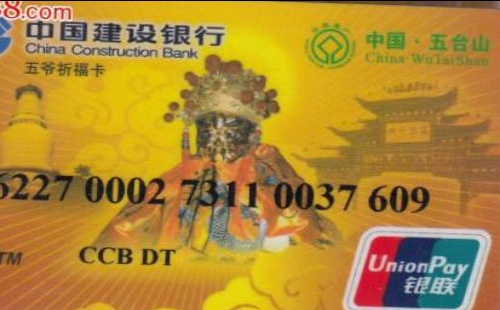 8.com
中国建设银行
China Construction Bank
五爷祈福卡
中国·五台山
China·WuTaiShan
6227 0002 7311 0037 609
TM
CCB DT
UnionPay
银联